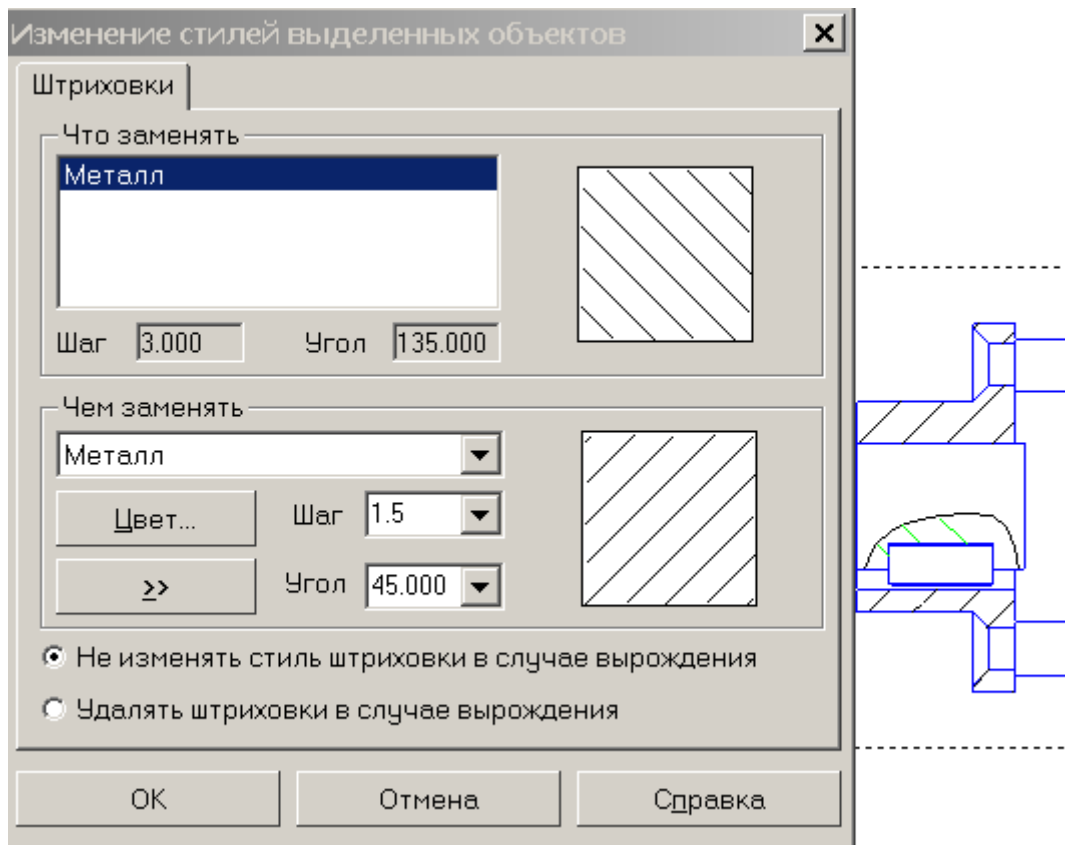 Изменение стилей выделенных объектов
Штриховки
Что заменять
Металл
Шаг 3.000 Угол 135.000
Чем заменять
Металл
Цвет... Шаг 1.5
>> Угол 45.000
Не изменять стиль штриховки в случае вырождения
Удалять штриховки в случае вырождения
OK Отмена Справка